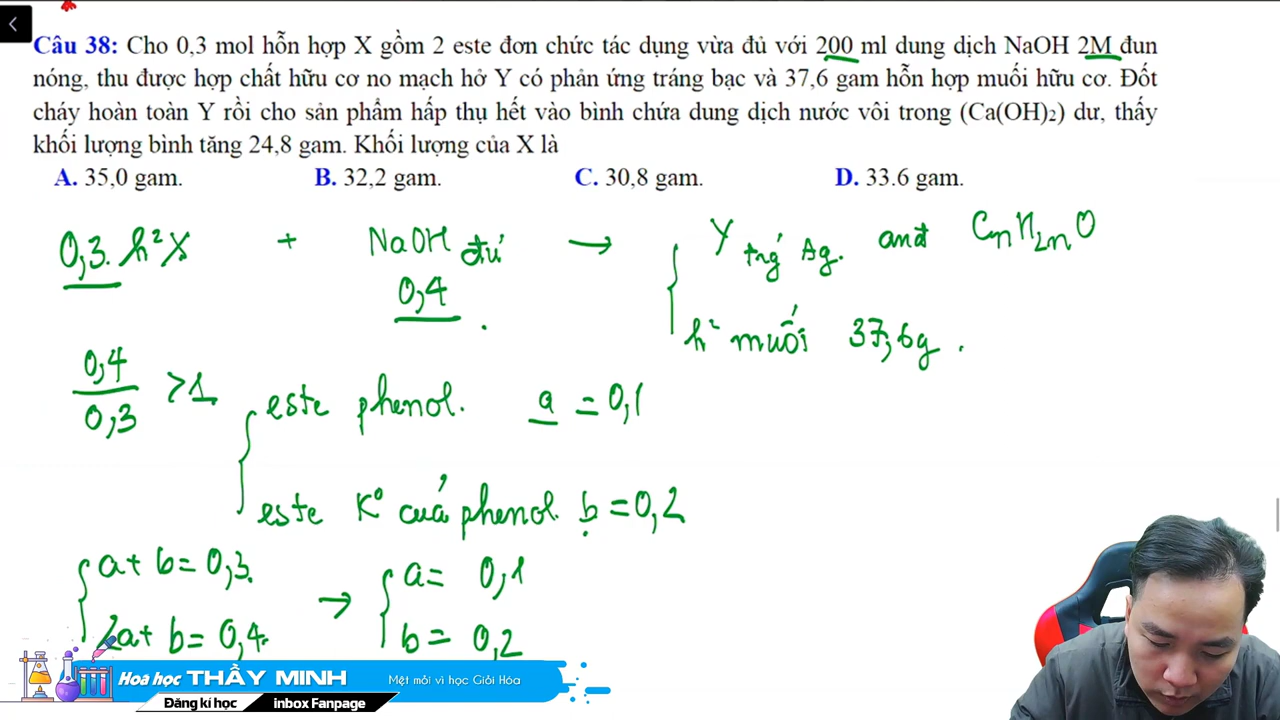 Câu 38: Cho 0,3 mol hỗn hợp X gồm 2 este đơn chức tác dụng vừa đủ với 200 ml dung dịch NaOH 2M đun
nóng, thu được hợp chất hữu cơ no mạch hở Y có phản ứng tráng bạc và 37,6 gam hỗn hợp muối hữu cơ. Đốt
cháy hoàn toàn Y rồi cho sản phẩm hấp thụ hết vào bình chứa dung dịch nước vôi trong (Ca(OH)₂) dư, thấy
khối lượng bình tăng 24,8 gam. Khối lượng của X là
A. 35,0 gam. B. 32,2 gam. C. 30,8 gam. D. 33.6 gam.
0,3. h² X + NaOH đủ → Y tráng Ag. anđ CnH2nO
0,4
h² muối 37,6g.
0,4 / 0,3 > 1
este phenol. a = 0,1
este K° của phenol. b = 0,2
a + b = 0,3. → a = 0,1
2a + b = 0,4. b = 0,2
Hoá học THẦY MINH
Mệt mỏi vì học Giỏi Hóa
Đăng kí học inbox Fanpage